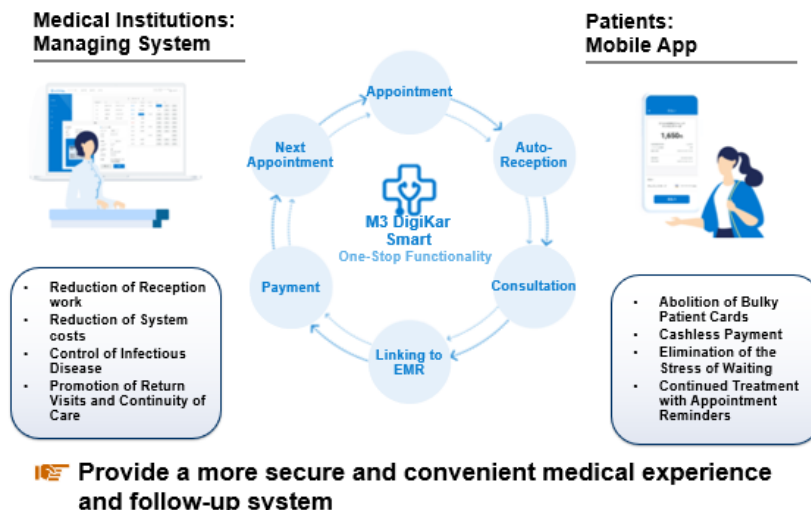 Medical Institutions:
Managing System
Patients:
Mobile App
Appointment
Auto-
Reception
Consultation
Linking to
EMR
Payment
Next
Appointment
M3 DigiKar
Smart
One-Stop Functionality
1,650
• Reduction of Reception
work
• Reduction of System
costs
• Control of Infectious
Disease
• Promotion of Return
Visits and Continuity of
Care
• Abolition of Bulky
Patient Cards
• Cashless Payment
• Elimination of the
Stress of Waiting
• Continued Treatment
with Appointment
Reminders
Provide a more secure and convenient medical experience
and follow-up system